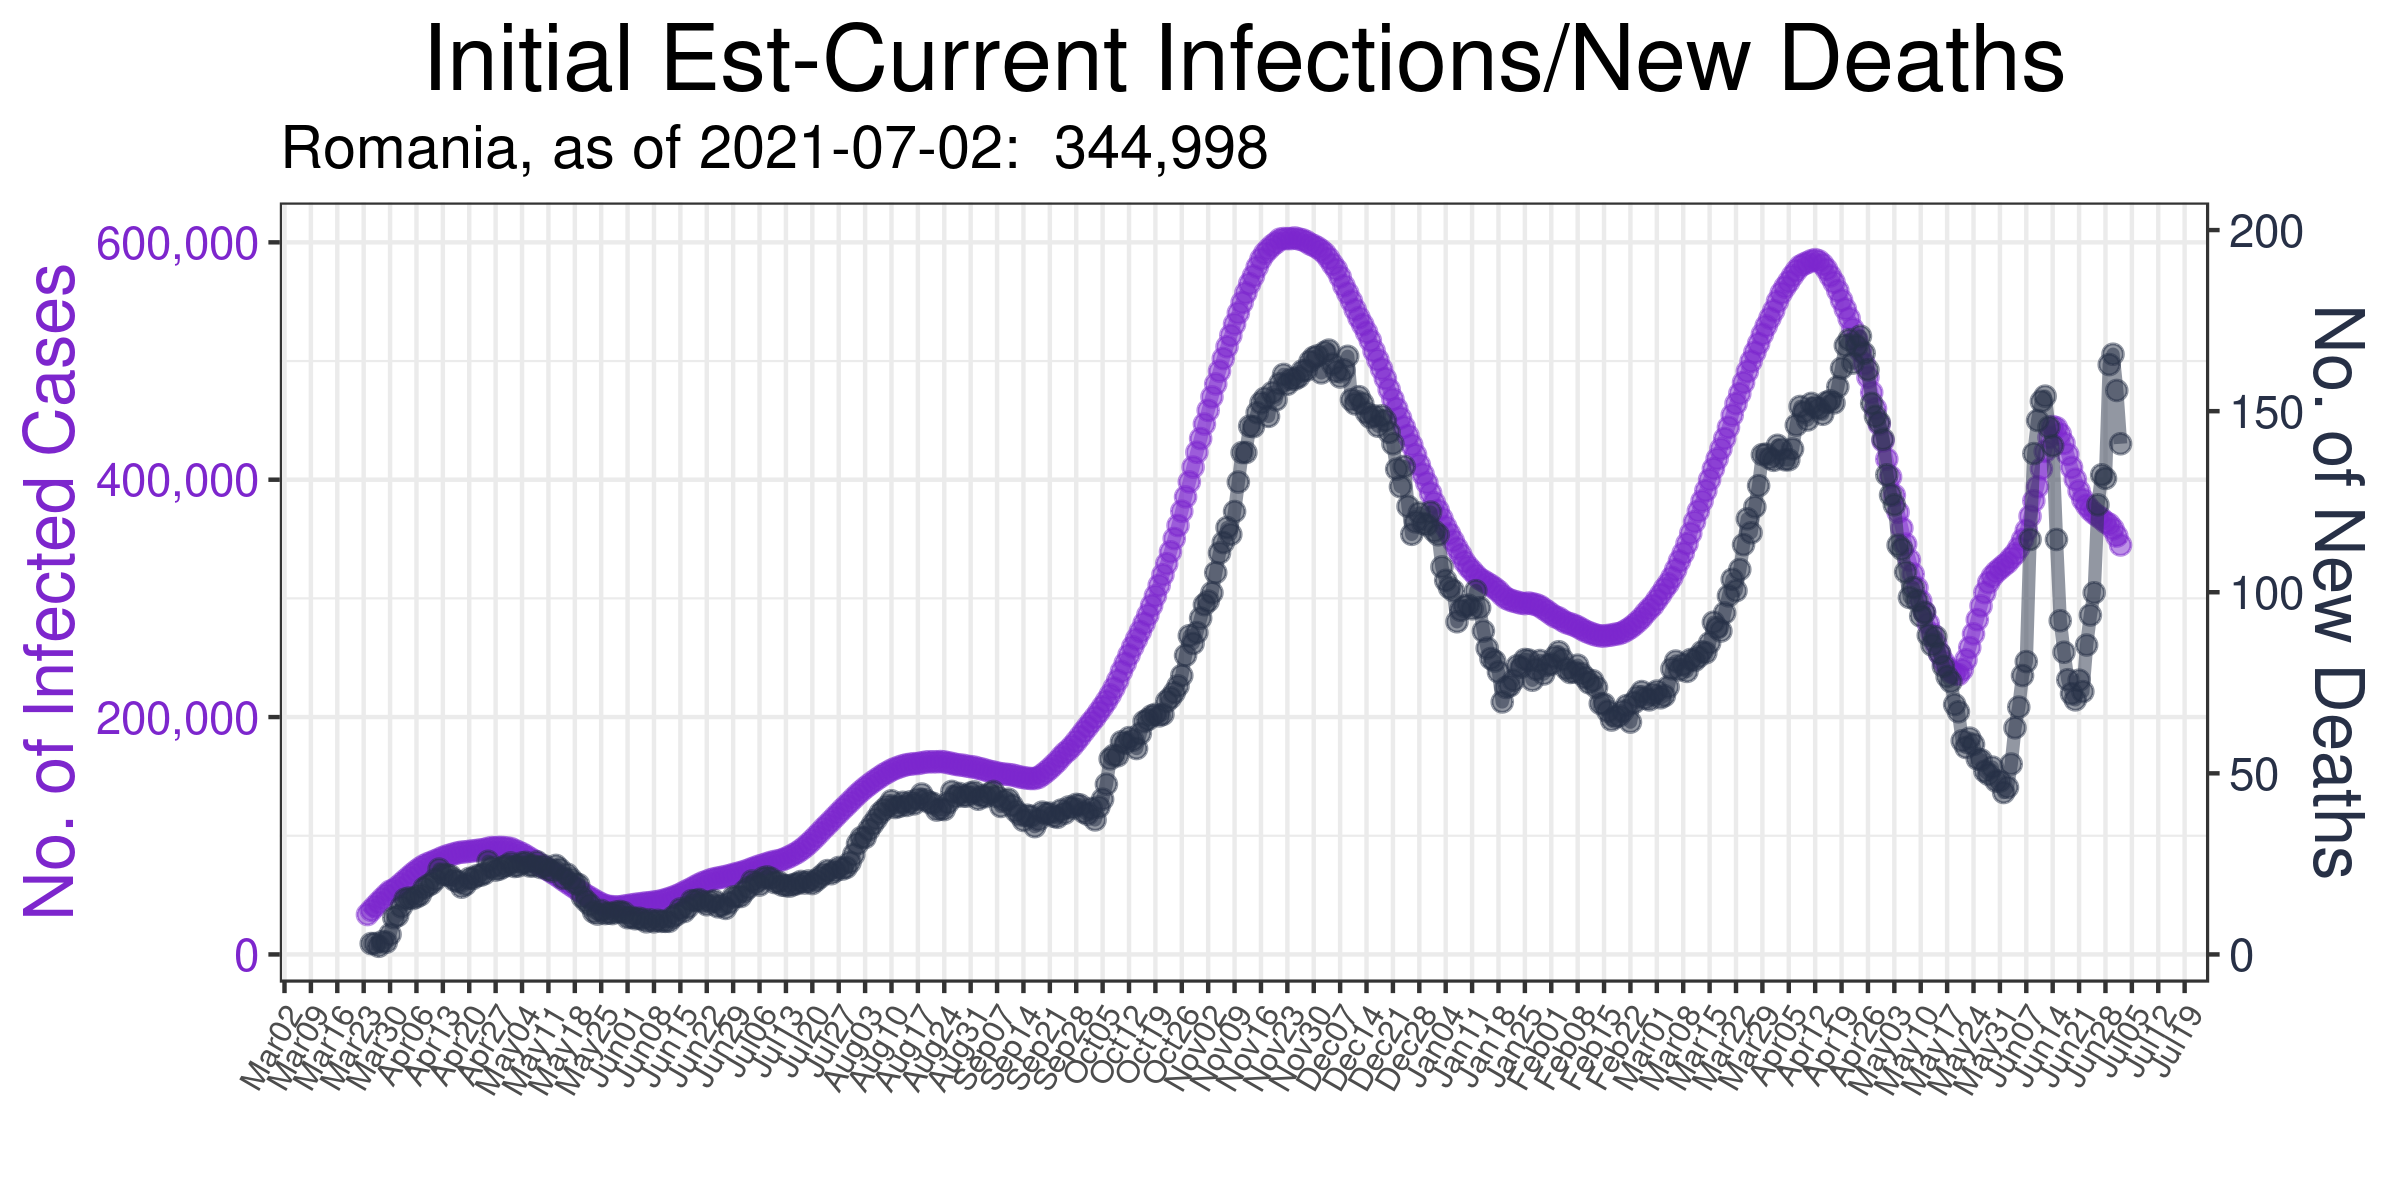 Initial Est-Current Infections/New Deaths
Romania, as of 2021-07-02:  344,998
No. of Infected Cases
600,000
400,000
200,000
0
200
150
100
50
0
No. of New Deaths
Mar02
Mar09
Mar16
Mar23
Mar30
Apr06
Apr13
Apr20
Apr27
May04
May11
May18
May25
Jun01
Jun08
Jun15
Jun22
Jun29
Jul06
Jul13
Jul20
Jul27
Aug03
Aug10
Aug17
Aug24
Aug31
Sep07
Sep14
Sep21
Sep28
Oct05
Oct12
Oct19
Oct26
Nov02
Nov09
Nov16
Nov23
Nov30
Dec07
Dec14
Dec21
Dec28
Jan04
Jan11
Jan18
Jan25
Feb01
Feb08
Feb15
Feb22
Mar01
Mar08
Mar15
Mar22
Mar29
Apr05
Apr12
Apr19
Apr26
May03
May10
May17
May24
May31
Jun07
Jun14
Jun21
Jun28
Jul05
Jul12
Jul19